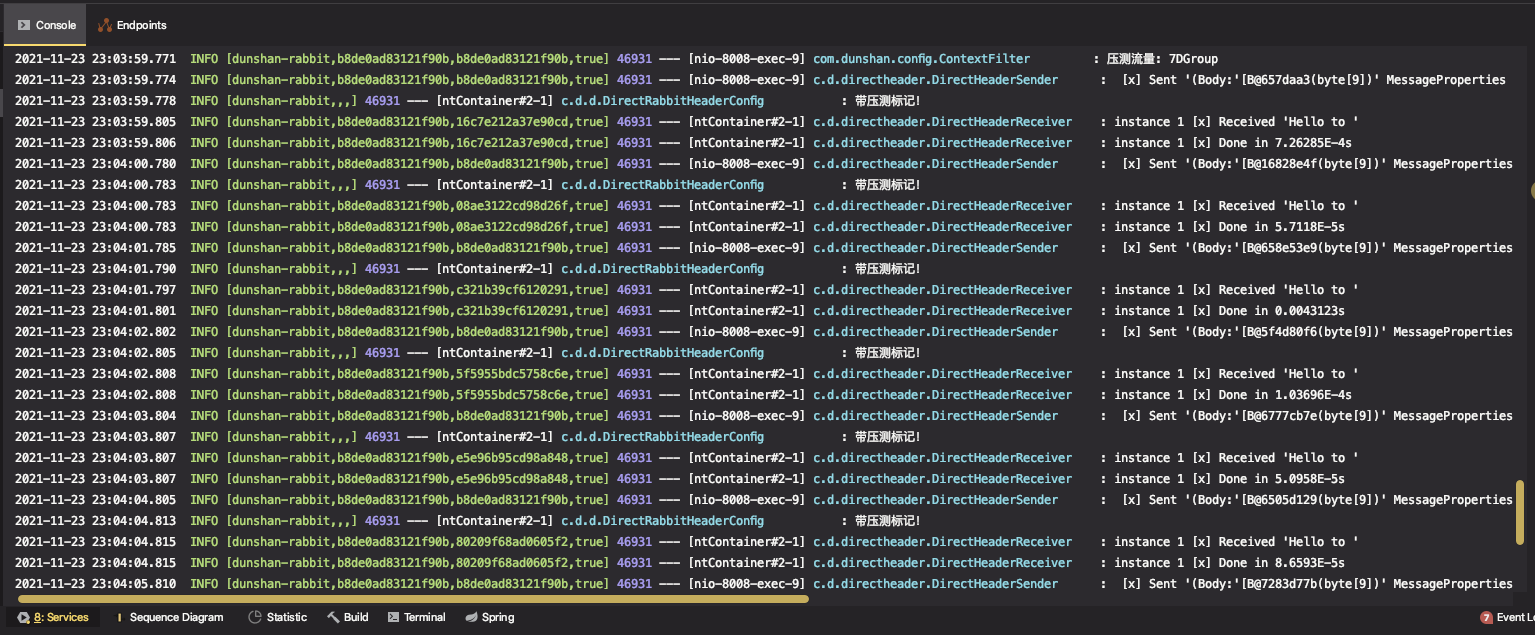 Console Endpoints
2021-11-23 23:03:59.771 INFO [dunshan-rabbit,b8de0ad83121f90b,b8de0ad83121f90b,true] 46931 --- [nio-8008-exec-9] com.dunshan.config.ContextFilter : 压测流量: 7DGroup
2021-11-23 23:03:59.774 INFO [dunshan-rabbit,b8de0ad83121f90b,b8de0ad83121f90b,true] 46931 --- [nio-8008-exec-9] c.d.directheader.DirectHeaderSender : [x] Sent '(Body:'[B@657daa3(byte[9])' MessageProperties
2021-11-23 23:03:59.778 INFO [dunshan-rabbit,,,] 46931 --- [ntContainer#2-1] c.d.d.DirectRabbitHeaderConfig : 带压测标记!
2021-11-23 23:03:59.805 INFO [dunshan-rabbit,b8de0ad83121f90b,16c7e212a37e90cd,true] 46931 --- [ntContainer#2-1] c.d.directheader.DirectHeaderReceiver : instance 1 [x] Received 'Hello to '
2021-11-23 23:03:59.806 INFO [dunshan-rabbit,b8de0ad83121f90b,16c7e212a37e90cd,true] 46931 --- [ntContainer#2-1] c.d.directheader.DirectHeaderReceiver : instance 1 [x] Done in 7.26285E-4s
2021-11-23 23:04:00.780 INFO [dunshan-rabbit,b8de0ad83121f90b,b8de0ad83121f90b,true] 46931 --- [nio-8008-exec-9] c.d.directheader.DirectHeaderSender : [x] Sent '(Body:'[B@16828e4f(byte[9])' MessageProperties
2021-11-23 23:04:00.783 INFO [dunshan-rabbit,,,] 46931 --- [ntContainer#2-1] c.d.d.DirectRabbitHeaderConfig : 带压测标记!
2021-11-23 23:04:00.783 INFO [dunshan-rabbit,b8de0ad83121f90b,08ae3122cd98d26f,true] 46931 --- [ntContainer#2-1] c.d.directheader.DirectHeaderReceiver : instance 1 [x] Received 'Hello to '
2021-11-23 23:04:00.783 INFO [dunshan-rabbit,b8de0ad83121f90b,08ae3122cd98d26f,true] 46931 --- [ntContainer#2-1] c.d.directheader.DirectHeaderReceiver : instance 1 [x] Done in 5.7118E-5s
2021-11-23 23:04:01.785 INFO [dunshan-rabbit,b8de0ad83121f90b,b8de0ad83121f90b,true] 46931 --- [nio-8008-exec-9] c.d.directheader.DirectHeaderSender : [x] Sent '(Body:'[B@658e53e9(byte[9])' MessageProperties
2021-11-23 23:04:01.790 INFO [dunshan-rabbit,,,] 46931 --- [ntContainer#2-1] c.d.d.DirectRabbitHeaderConfig : 带压测标记!
2021-11-23 23:04:01.797 INFO [dunshan-rabbit,b8de0ad83121f90b,c321b39cf6120291,true] 46931 --- [ntContainer#2-1] c.d.directheader.DirectHeaderReceiver : instance 1 [x] Received 'Hello to '
2021-11-23 23:04:01.801 INFO [dunshan-rabbit,b8de0ad83121f90b,c321b39cf6120291,true] 46931 --- [ntContainer#2-1] c.d.directheader.DirectHeaderReceiver : instance 1 [x] Done in 0.0043123s
2021-11-23 23:04:02.802 INFO [dunshan-rabbit,b8de0ad83121f90b,b8de0ad83121f90b,true] 46931 --- [nio-8008-exec-9] c.d.directheader.DirectHeaderSender : [x] Sent '(Body:'[B@5f4d80f6(byte[9])' MessageProperties
2021-11-23 23:04:02.805 INFO [dunshan-rabbit,,,] 46931 --- [ntContainer#2-1] c.d.d.DirectRabbitHeaderConfig : 带压测标记!
2021-11-23 23:04:02.808 INFO [dunshan-rabbit,b8de0ad83121f90b,5f5955bdc5758c6e,true] 46931 --- [ntContainer#2-1] c.d.directheader.DirectHeaderReceiver : instance 1 [x] Received 'Hello to '
2021-11-23 23:04:02.808 INFO [dunshan-rabbit,b8de0ad83121f90b,5f5955bdc5758c6e,true] 46931 --- [ntContainer#2-1] c.d.directheader.DirectHeaderReceiver : instance 1 [x] Done in 1.03696E-4s
2021-11-23 23:04:03.804 INFO [dunshan-rabbit,b8de0ad83121f90b,b8de0ad83121f90b,true] 46931 --- [nio-8008-exec-9] c.d.directheader.DirectHeaderSender : [x] Sent '(Body:'[B@6777cb7e(byte[9])' MessageProperties
2021-11-23 23:04:03.807 INFO [dunshan-rabbit,,,] 46931 --- [ntContainer#2-1] c.d.d.DirectRabbitHeaderConfig : 带压测标记!
2021-11-23 23:04:03.807 INFO [dunshan-rabbit,b8de0ad83121f90b,e5e96b95cd98a848,true] 46931 --- [ntContainer#2-1] c.d.directheader.DirectHeaderReceiver : instance 1 [x] Received 'Hello to '
2021-11-23 23:04:03.807 INFO [dunshan-rabbit,b8de0ad83121f90b,e5e96b95cd98a848,true] 46931 --- [ntContainer#2-1] c.d.directheader.DirectHeaderReceiver : instance 1 [x] Done in 5.0958E-5s
2021-11-23 23:04:04.805 INFO [dunshan-rabbit,b8de0ad83121f90b,b8de0ad83121f90b,true] 46931 --- [nio-8008-exec-9] c.d.directheader.DirectHeaderSender : [x] Sent '(Body:'[B@6505d129(byte[9])' MessageProperties
2021-11-23 23:04:04.813 INFO [dunshan-rabbit,,,] 46931 --- [ntContainer#2-1] c.d.d.DirectRabbitHeaderConfig : 带压测标记!
2021-11-23 23:04:04.815 INFO [dunshan-rabbit,b8de0ad83121f90b,80209f68ad0605f2,true] 46931 --- [ntContainer#2-1] c.d.directheader.DirectHeaderReceiver : instance 1 [x] Received 'Hello to '
2021-11-23 23:04:04.815 INFO [dunshan-rabbit,b8de0ad83121f90b,80209f68ad0605f2,true] 46931 --- [ntContainer#2-1] c.d.directheader.DirectHeaderReceiver : instance 1 [x] Done in 8.6593E-5s
2021-11-23 23:04:05.810 INFO [dunshan-rabbit,b8de0ad83121f90b,b8de0ad83121f90b,true] 46931 --- [nio-8008-exec-9] c.d.directheader.DirectHeaderSender : [x] Sent '(Body:'[B@7283d77b(byte[9])' MessageProperties
8: Services Sequence Diagram Statistic Build Terminal Spring 7 Event Lo